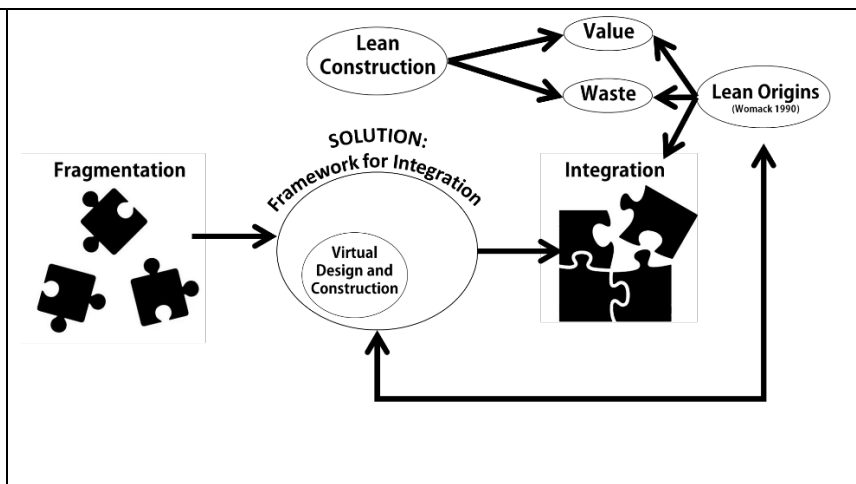 Lean
Construction
Value
Waste
Lean Origins
(Womack 1990)
SOLUTION:
Framework for Integration
Fragmentation
Virtual
Design and
Construction
Integration